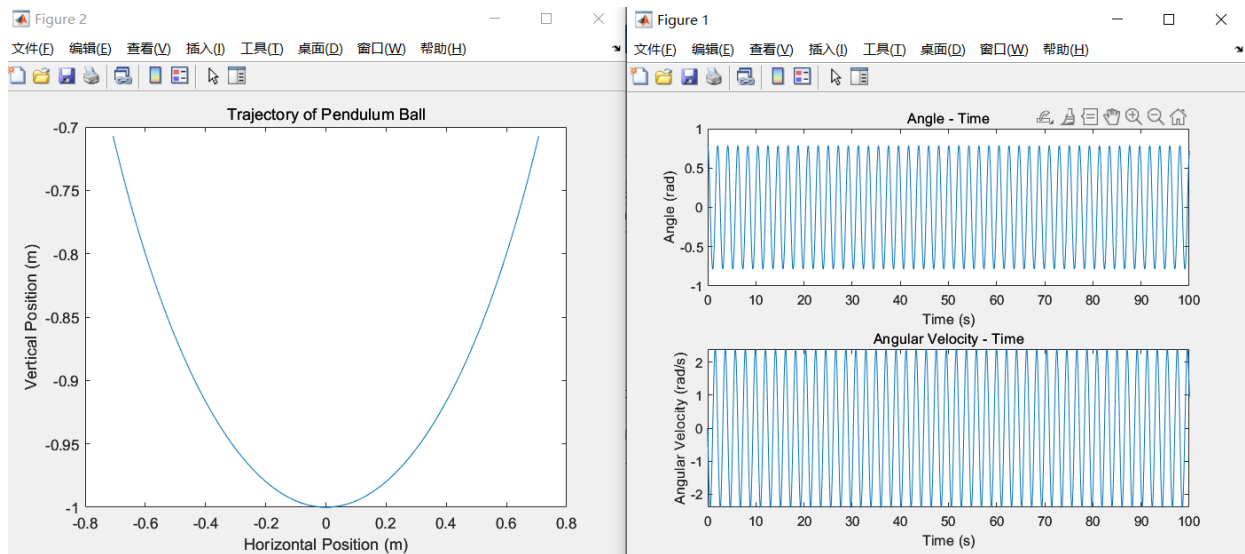 Figure 2
文件(F) 编辑(E) 查看(V) 插入(I) 工具(T) 桌面(D) 窗口(W) 帮助(H)
Trajectory of Pendulum Ball
-0.7
-0.75
-0.8
-0.85
-0.9
-0.95
-1
Vertical Position (m)
-0.8 -0.6 -0.4 -0.2 0 0.2 0.4 0.6 0.8
Horizontal Position (m)
Figure 1
文件(F) 编辑(E) 查看(V) 插入(I) 工具(T) 桌面(D) 窗口(W) 帮助(H)
Angle - Time
1
0.5
0
-0.5
-1
Angle (rad)
0 10 20 30 40 50 60 70 80 90 100
Time (s)
Angular Velocity - Time
2
1
0
-1
-2
Angular Velocity (rad/s)
0 10 20 30 40 50 60 70 80 90 100
Time (s)